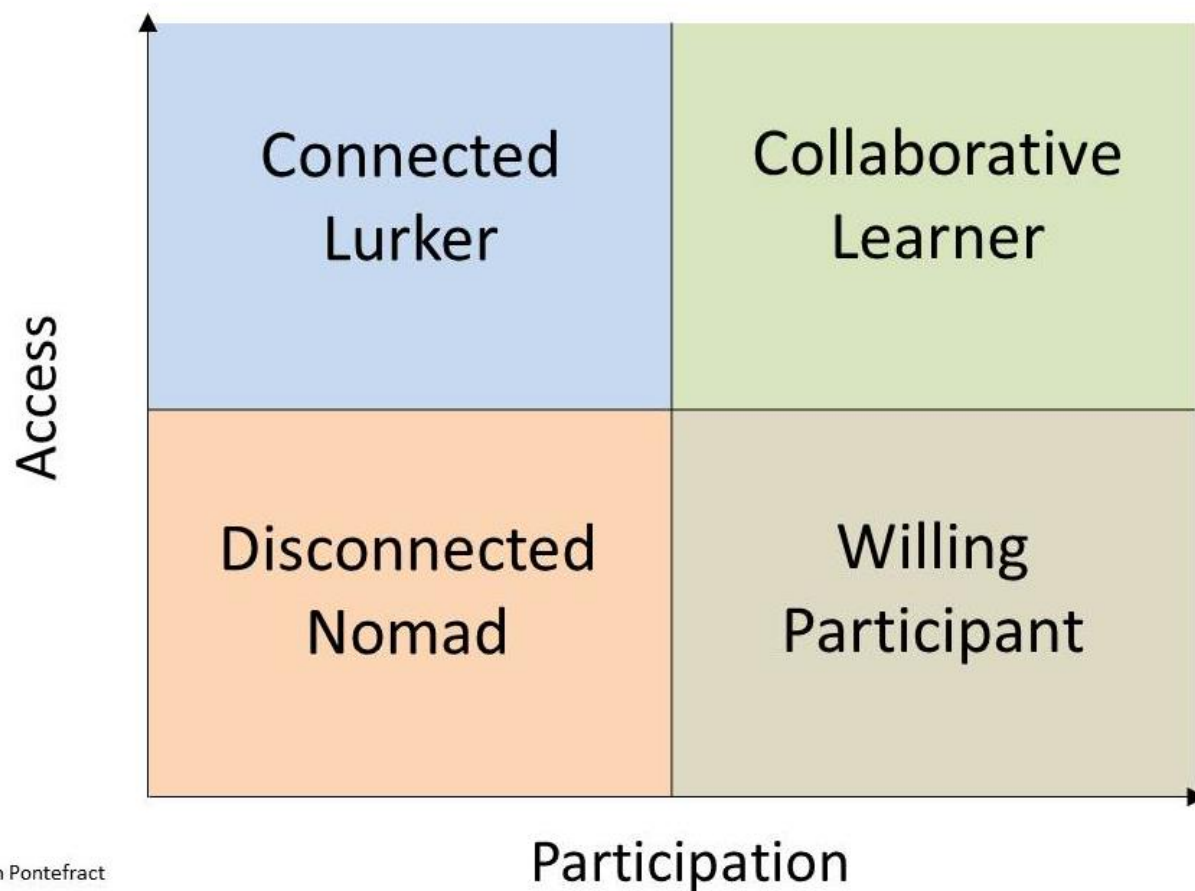 Access
Connected
Lurker
Collaborative
Learner
Disconnected
Nomad
Willing
Participant
Participation
Pontefract